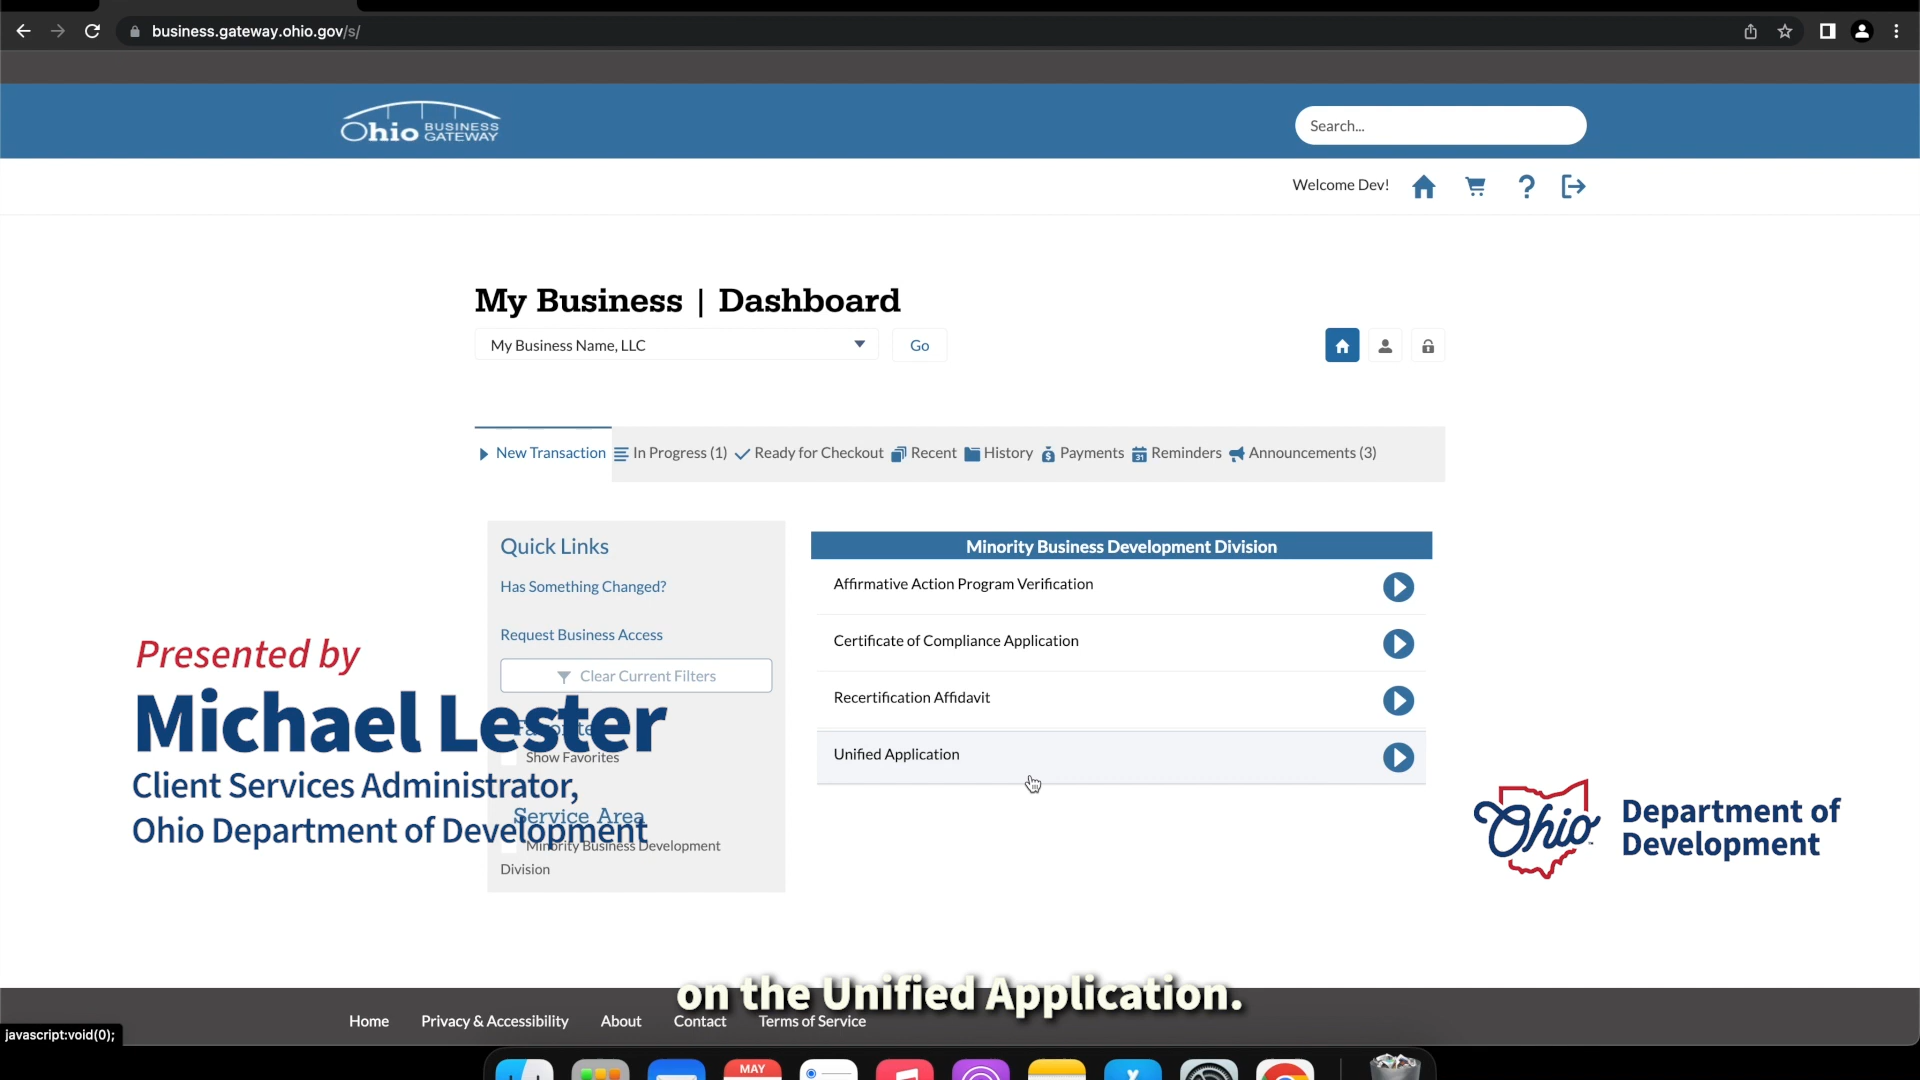 business.gateway.ohio.gov/s/
Ohio BUSINESS GATEWAY
Search...
Welcome Dev!
My Business | Dashboard
My Business Name, LLC
Go
New Transaction In Progress (1) Ready for Checkout Recent History Payments 31 Reminders Announcements (3)
Quick Links
Has Something Changed?
Request Business Access
Clear Current Filters
Favorites
Show Favorites
Service Area
Minority Business Development
Division
Minority Business Development Division
Affirmative Action Program Verification
Certificate of Compliance Application
Recertification Affidavit
Unified Application
Presented by
Michael Lester
Client Services Administrator,
Ohio Department of Development
Ohio
Department of
Development
on the Unified Application.
Home Privacy & Accessibility About Contact Terms of Service
javascript:void(0);
MAY